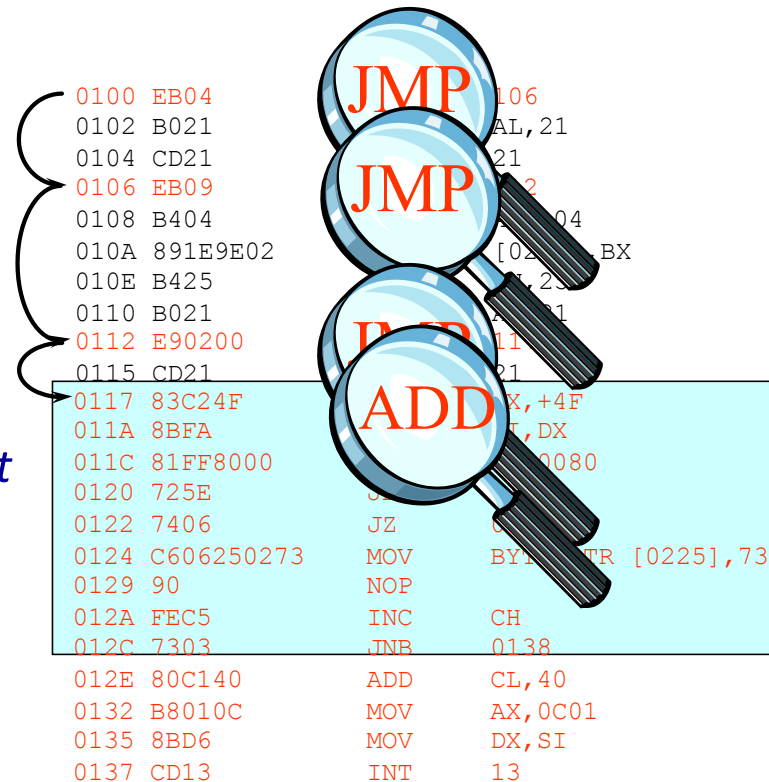 0100 EB04 JMP 106
0102 B021 AL,21
0104 CD21 21
0106 EB09 JMP 2
0108 B404 04
010A 891E9E02 ,BX
010E B425
0110 B021
0112 E90200 JMP
0115 CD21 21
0117 83C24F ADD X,+4F
011A 8BFA ,DX
011C 81FF8000 0080
t
0120 725E
0122 7406 JZ
0124 C606250273 MOV TR [0225],73
0129 90 NOP
012A FEC5 INC CH
012C 7303 JNB 0138
012E 80C140 ADD CL,40
0132 B8010C MOV AX,0C01
0135 8BD6 MOV DX,SI
0137 CD13 INT 13